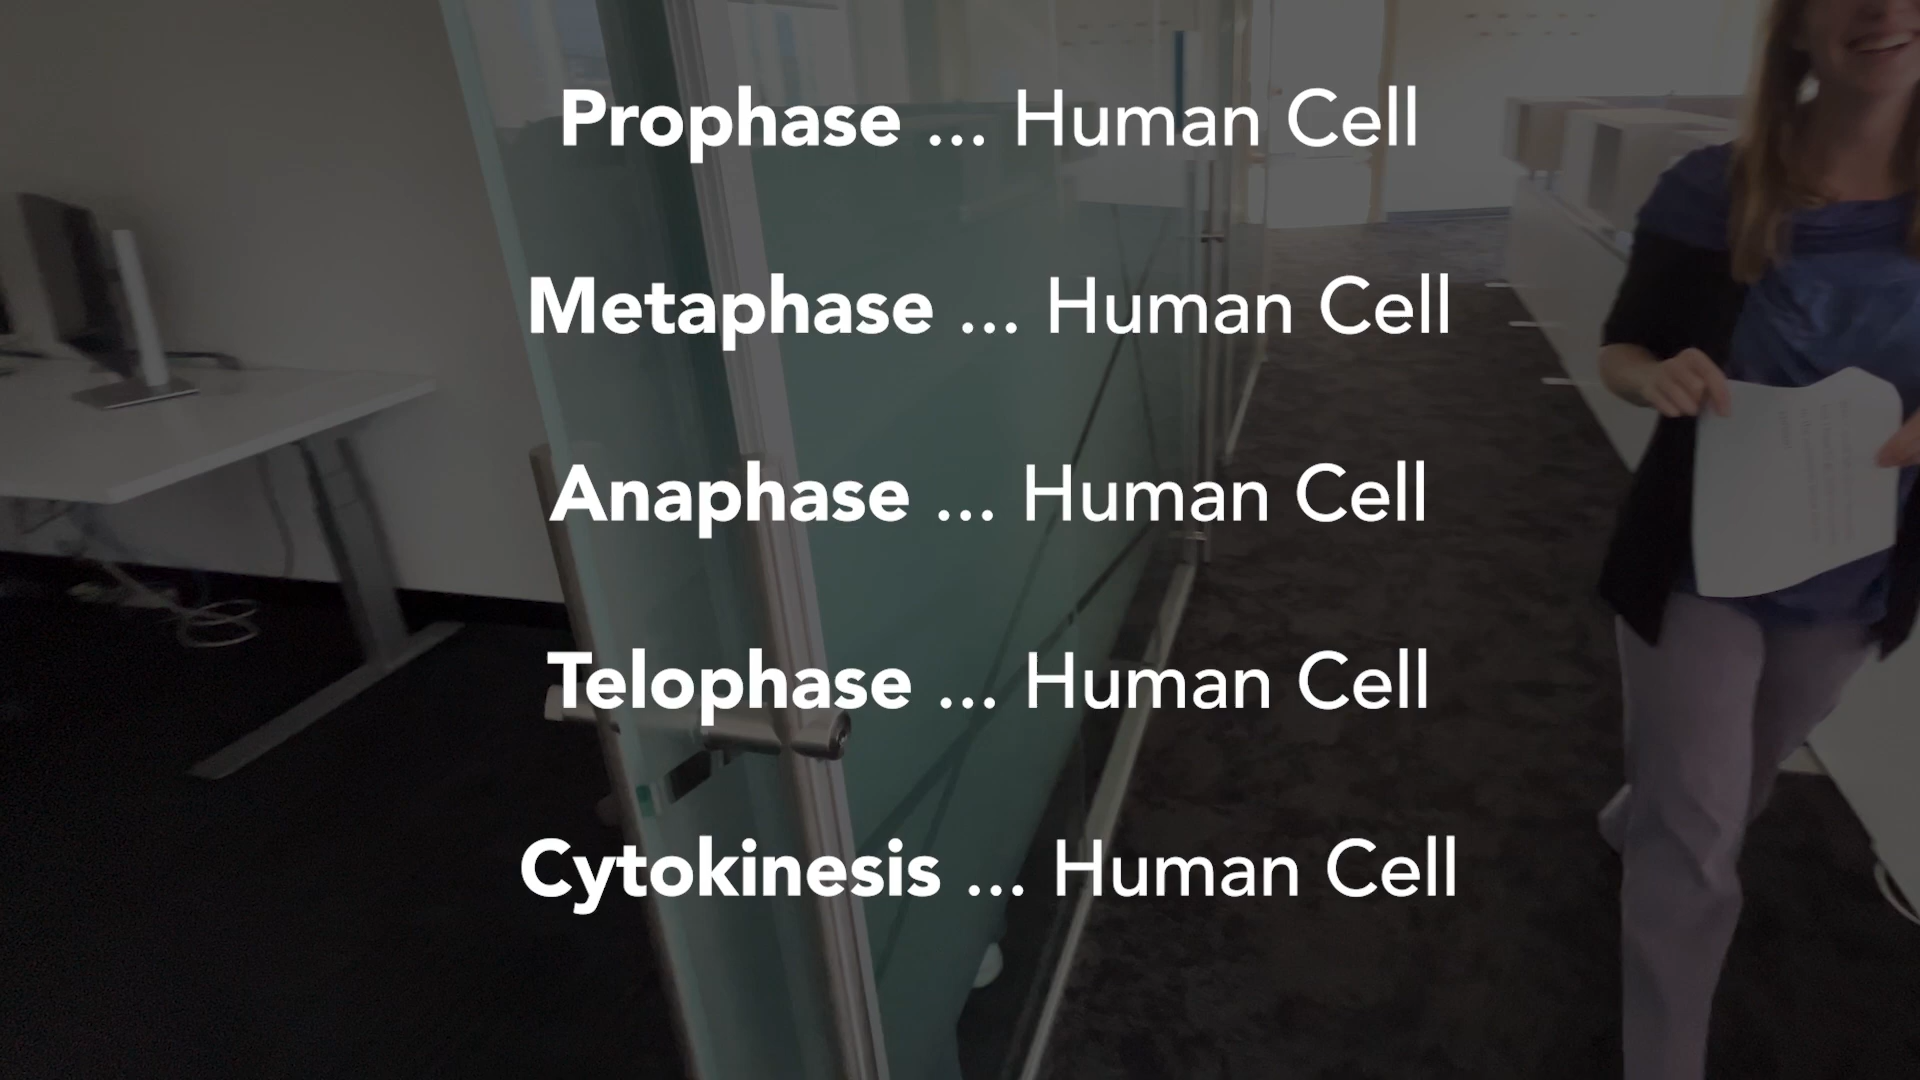 Prophase ... Human Cell
Metaphase ... Human Cell
Anaphase ... Human Cell
Telophase ... Human Cell
Cytokinesis ... Human Cell